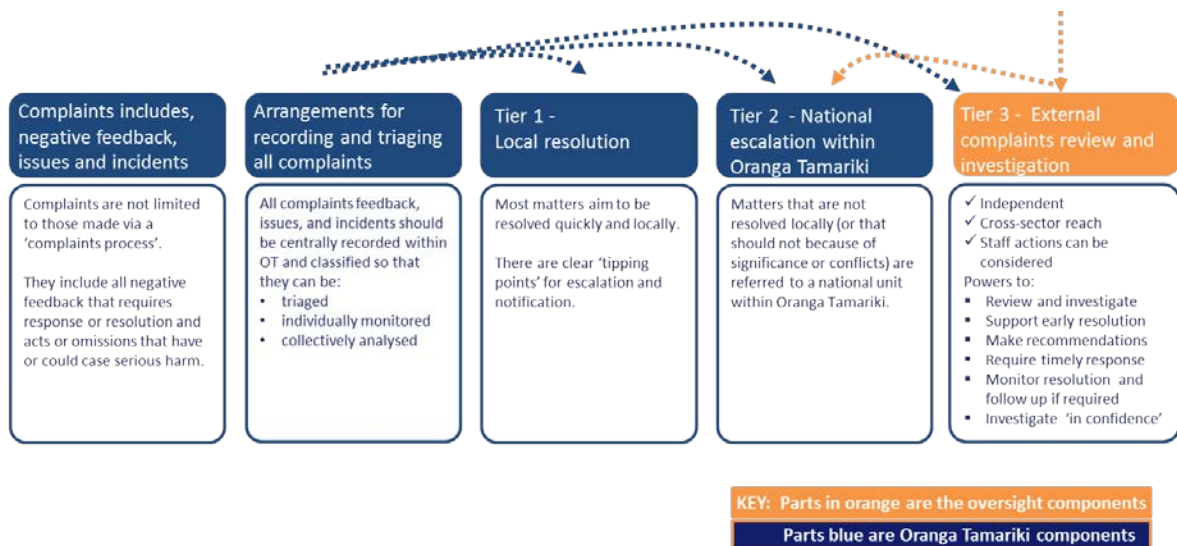 Complaints includes,
negative feedback,
issues and incidents
Complaints are not limited
to those made via a
‘complaints process’.
They include all negative
feedback that requires
response or resolution and
acts or omissions that have
or could case serious harm.
Arrangements for
recording and triaging
all complaints
All complaints feedback,
issues, and incidents should
be centrally recorded within
OT and classified so that
they can be:
• triaged
• individually monitored
• collectively analysed
Tier 1 -
Local resolution
Most matters aim to be
resolved quickly and locally.
There are clear ‘tipping
points’ for escalation and
notification.
Tier 2 - National
escalation within
Oranga Tamariki
Matters that are not
resolved locally (or that
should not because of
significance or conflicts) are
referred to a national unit
within Oranga Tamariki.
Tier 3 - External
complaints review and
investigation
✓ Independent
✓ Cross-sector reach
✓ Staff actions can be
considered
Powers to:
▪ Review and investigate
▪ Support early resolution
▪ Make recommendations
▪ Require timely response
▪ Monitor resolution and
follow up if required
▪ Investigate ‘in confidence’
KEY: Parts in orange are the oversight components
Parts blue are Oranga Tamariki components